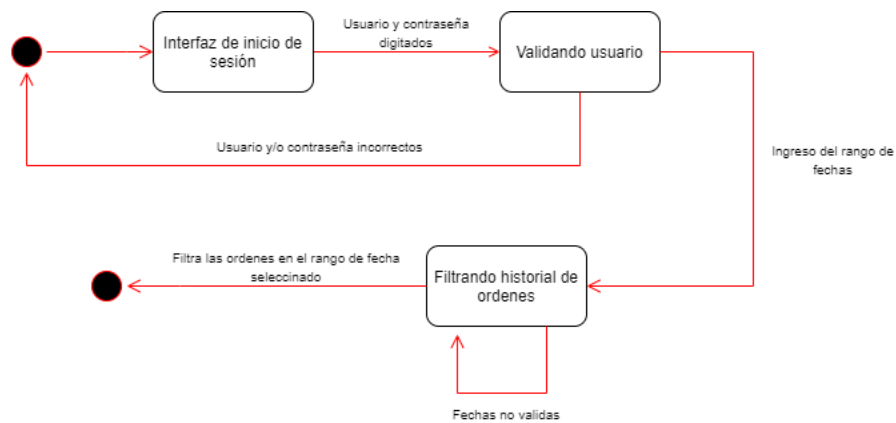 Interfaz de inicio de
sesión
Usuario y contraseña
digitados
Validando usuario
Usuario y/o contraseña incorrectos
Ingreso del rango de
fechas
Filtra las ordenes en el rango de fecha
seleccinado
Filtrando historial de
ordenes
Fechas no validas